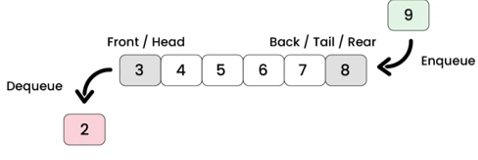 9
Front / Head
Back / Tail / Rear
Enqueue
3 4 5 6 7 8
Dequeue
2